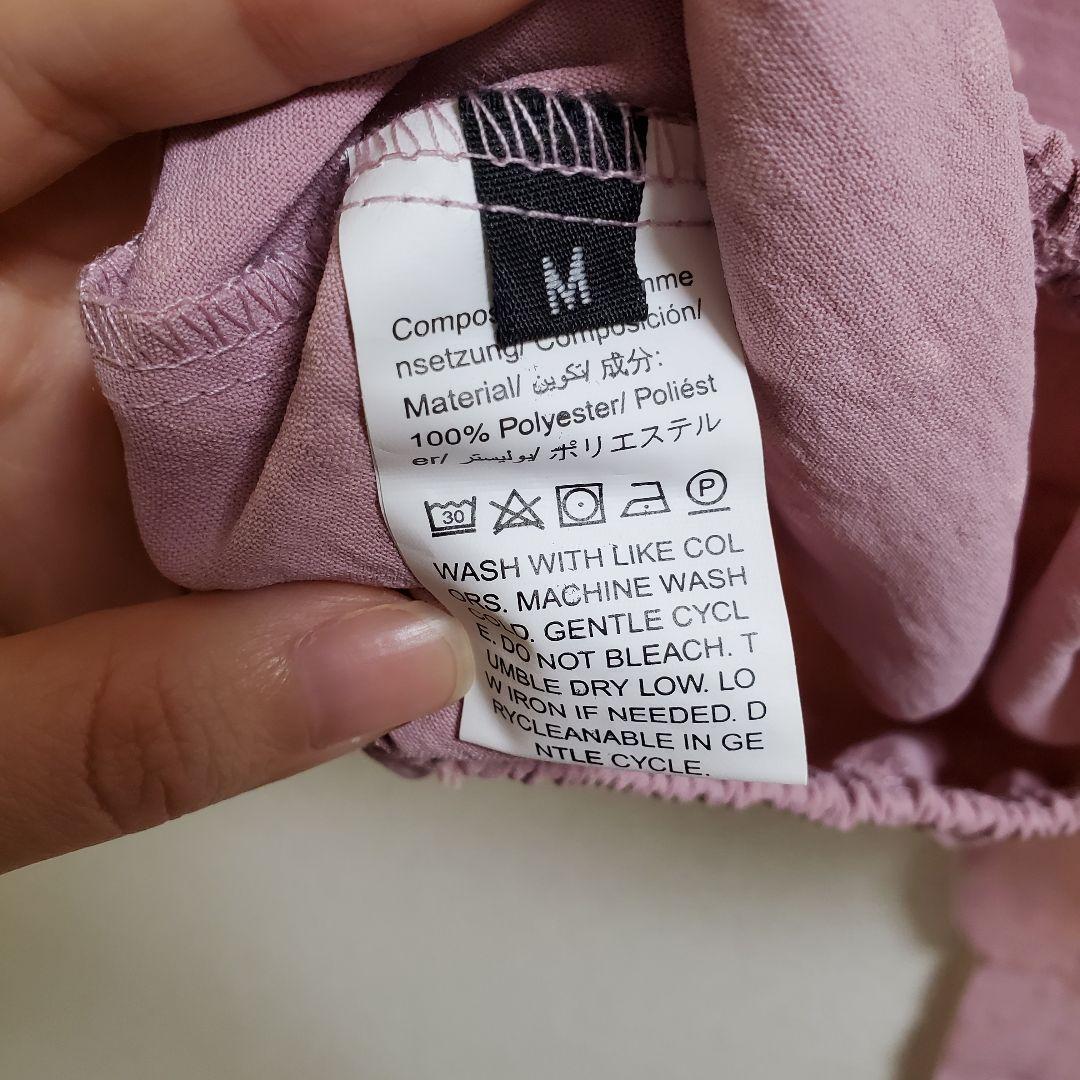 M
mme
nsetzung/ Composición/
Material/ تكوين/ 成分:
100% Polyester/ Poliést
er/ بوليستر/ ポリエステル
30 P
WASH WITH LIKE COL
ORS. MACHINE WASH
COLD. GENTLE CYCL
E. DO NOT BLEACH. T
UMBLE DRY LOW. LO
W IRON IF NEEDED. D
RYCLEANABLE IN GE
NTLE CYCLE.